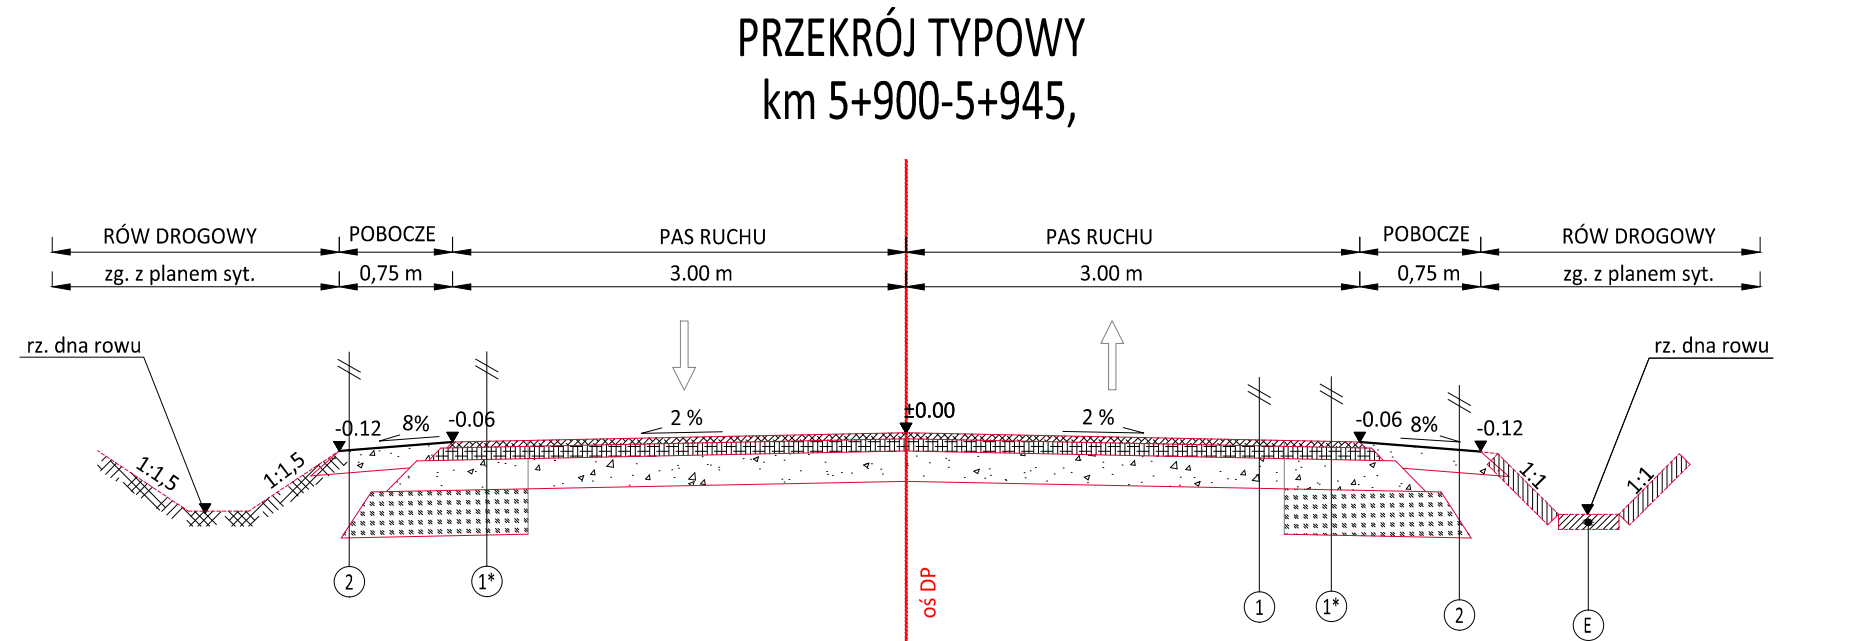 PRZEKRÓJ TYPOWY
km 5+900-5+945,
RÓW DROGOWY POBOCZE PAS RUCHU PAS RUCHU POBOCZE RÓW DROGOWY
zg. z planem syt. 0,75 m 3.00 m 3.00 m 0,75 m zg. z planem syt.
rz. dna rowu rz. dna rowu
-0.12 8% -0.06 2 % ±0.00 2 % -0.06 8% -0.12
1:1,5 1:1,5 1:1 1:1
oś DP
2 1* 1 1* 2 E